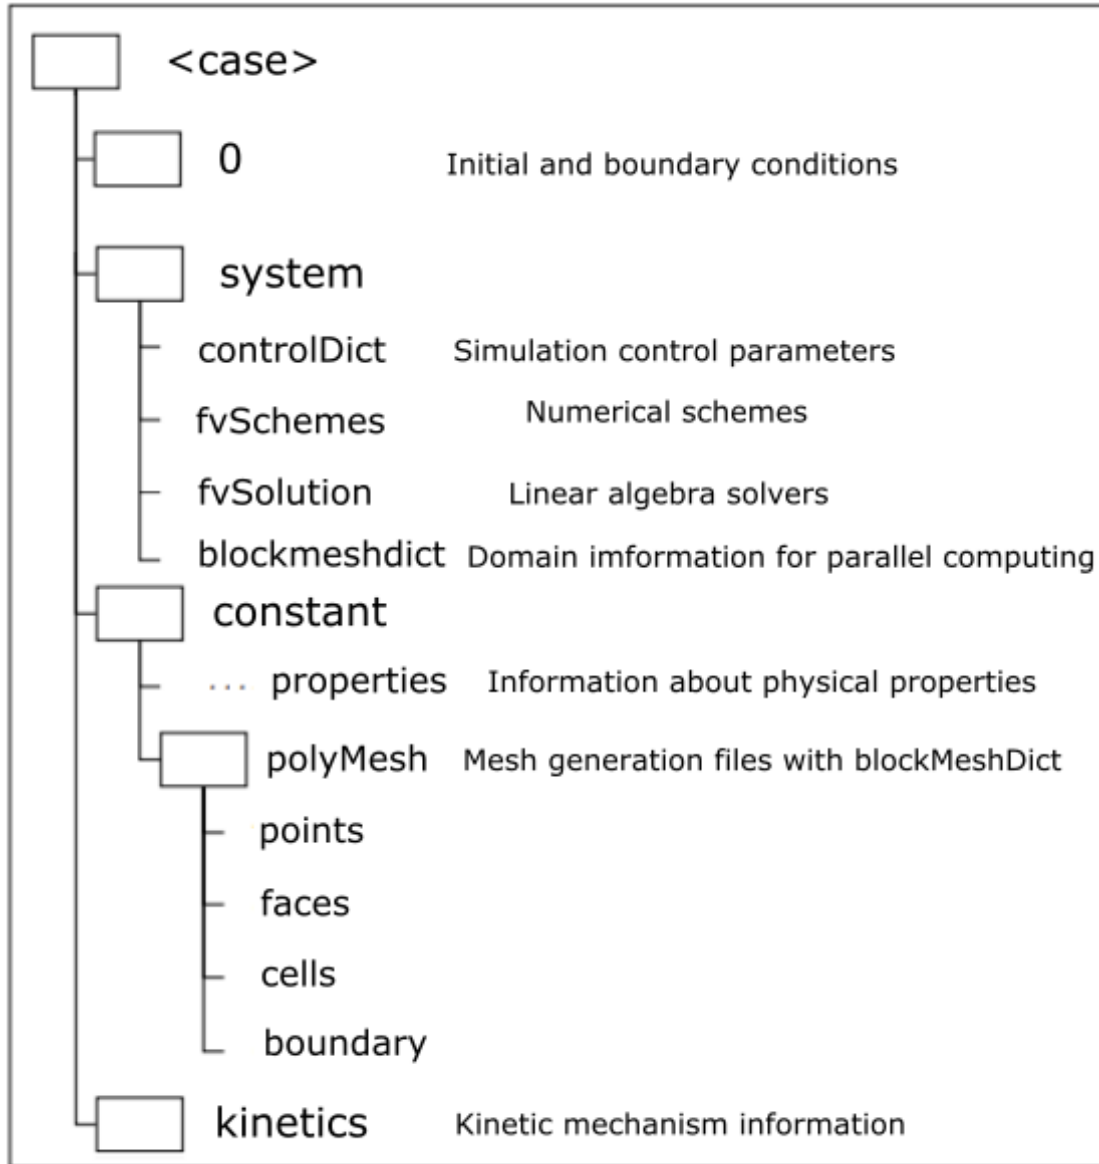 <case>
0 Initial and boundary conditions
system
controlDict Simulation control parameters
fvSchemes Numerical schemes
fvSolution Linear algebra solvers
blockmeshdict Domain imformation for parallel computing
constant
... properties Information about physical properties
polyMesh Mesh generation files with blockMeshDict
points
faces
cells
boundary
kinetics Kinetic mechanism information